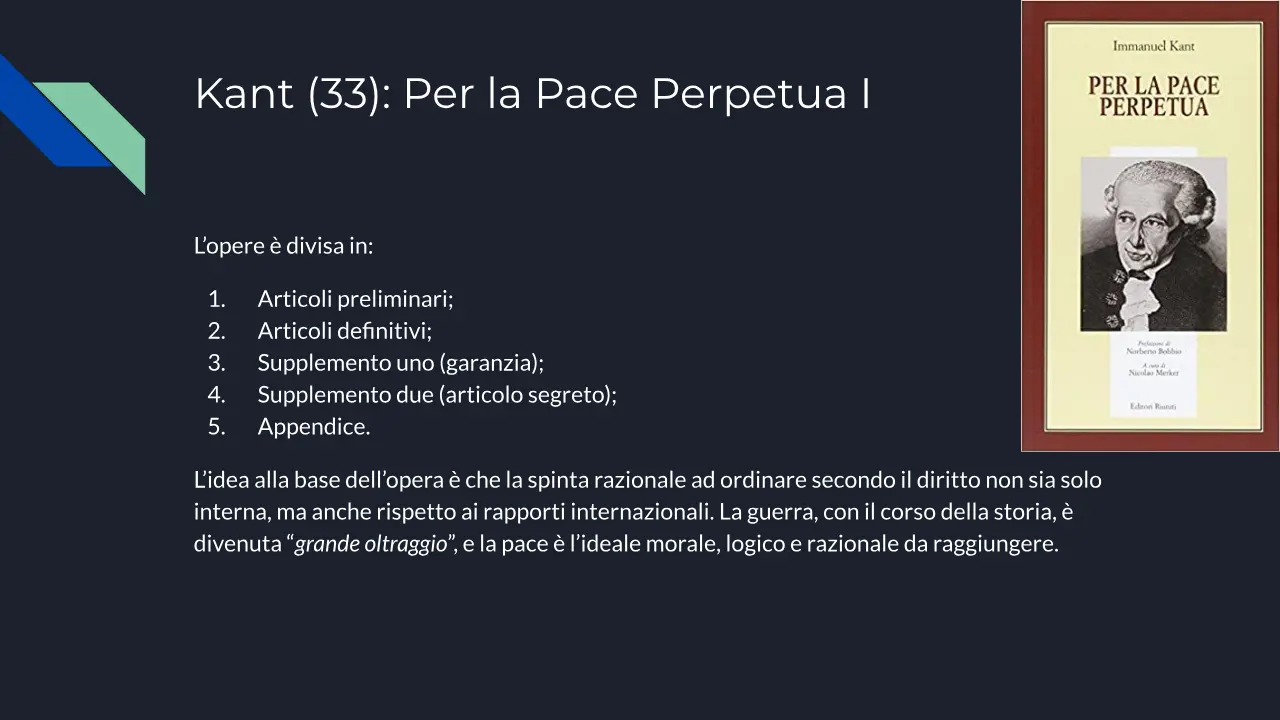 Kant (33): Per la Pace Perpetua I
L’opere è divisa in:
1. Articoli preliminari;
2. Articoli definitivi;
3. Supplemento uno (garanzia);
4. Supplemento due (articolo segreto);
5. Appendice.
L’idea alla base dell’opera è che la spinta razionale ad ordinare secondo il diritto non sia solo
interna, ma anche rispetto ai rapporti internazionali. La guerra, con il corso della storia, è
divenuta “grande oltraggio”, e la pace è l’ideale morale, logico e razionale da raggiungere.
Immanuel Kant
PER LA PACE
PERPETUA
Prefazione di
Norberto Bobbio
A cura di
Nicolao Merker
Editori Riuniti